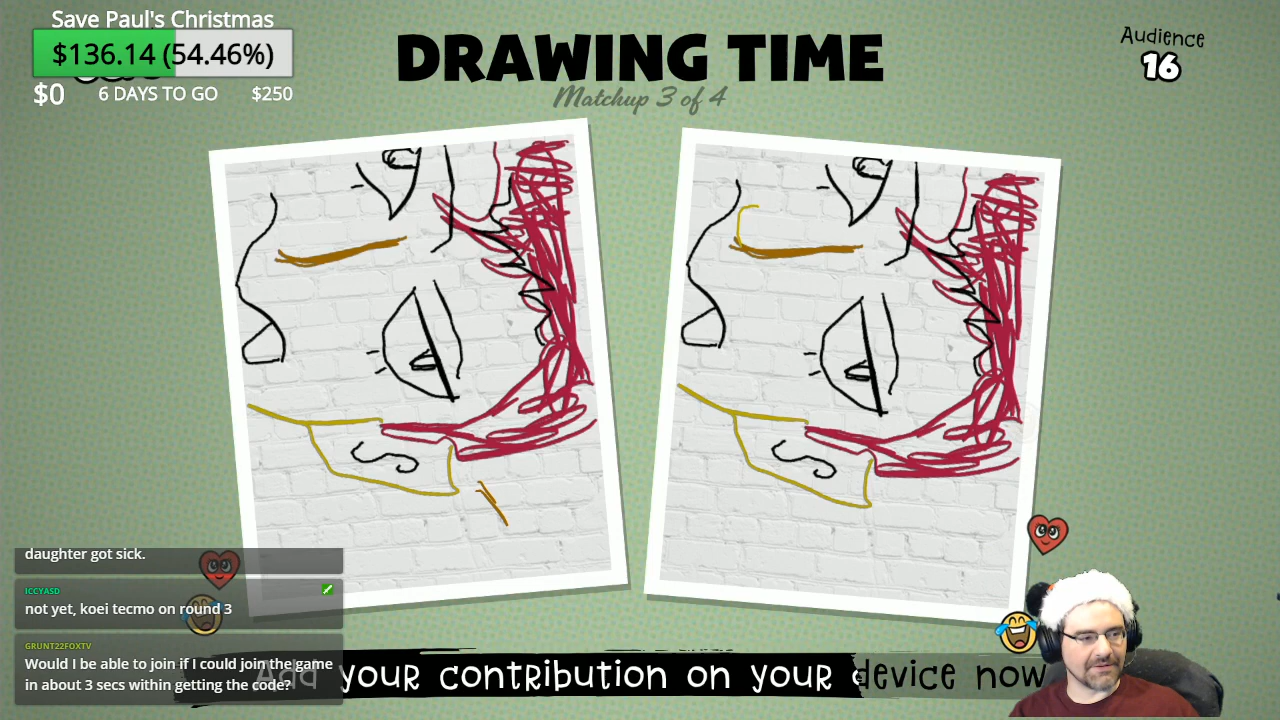 Save Paul's Christmas
$136.14 (54.46%)
$0 6 DAYS TO GO $250
DRAWING TIME
Matchup 3 of 4
Audience
16
S
S
daughter got sick.
ICCYASD
not yet, koei tecmo on round 3
GRUNT22FOXTV
Would I be able to join if I could join the game
in about 3 secs within getting the code?
Add your contribution on your device now